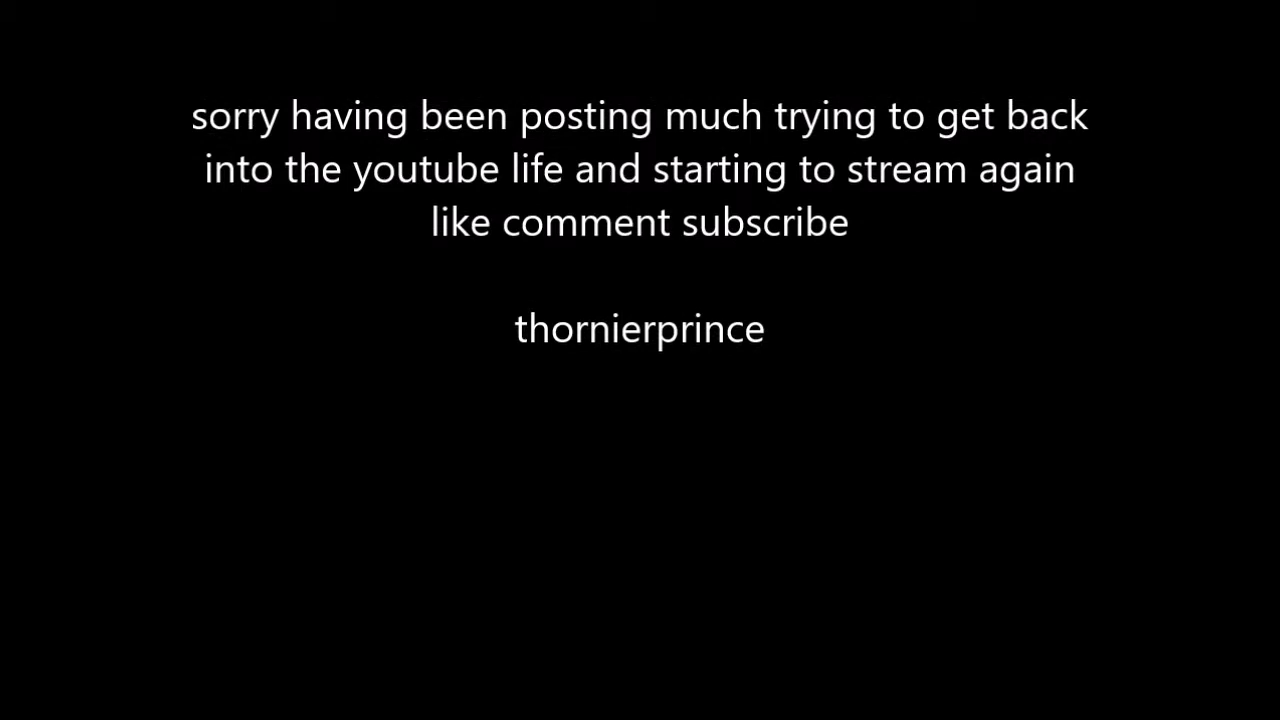 sorry having been posting much trying to get back
into the youtube life and starting to stream again
like comment subscribe
thornierprince